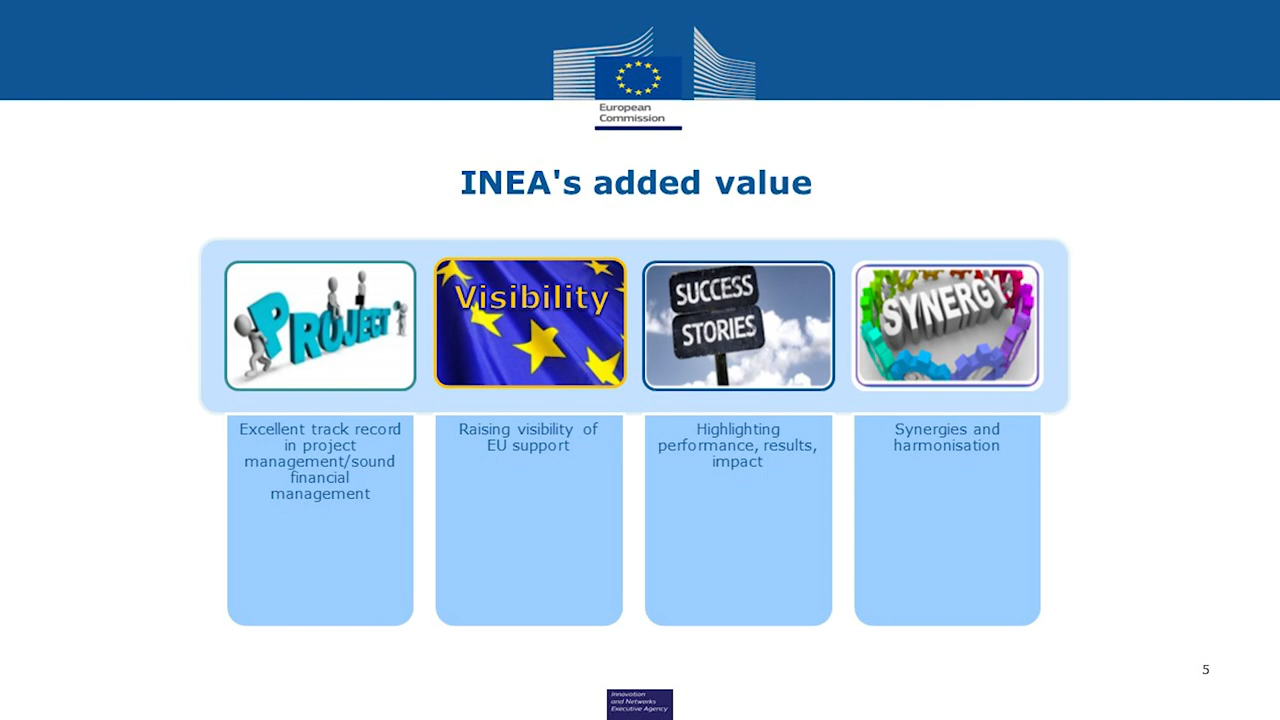 European
Commission
INEA's added value
PROJECT
Visibility
SUCCESS
STORIES
SYNERGY
Excellent track record
in project
management/sound
financial
management
Raising visibility of
EU support
Highlighting
performance, results,
impact
Synergies and
harmonisation
5
Innovation
and Networks
Executive Agency